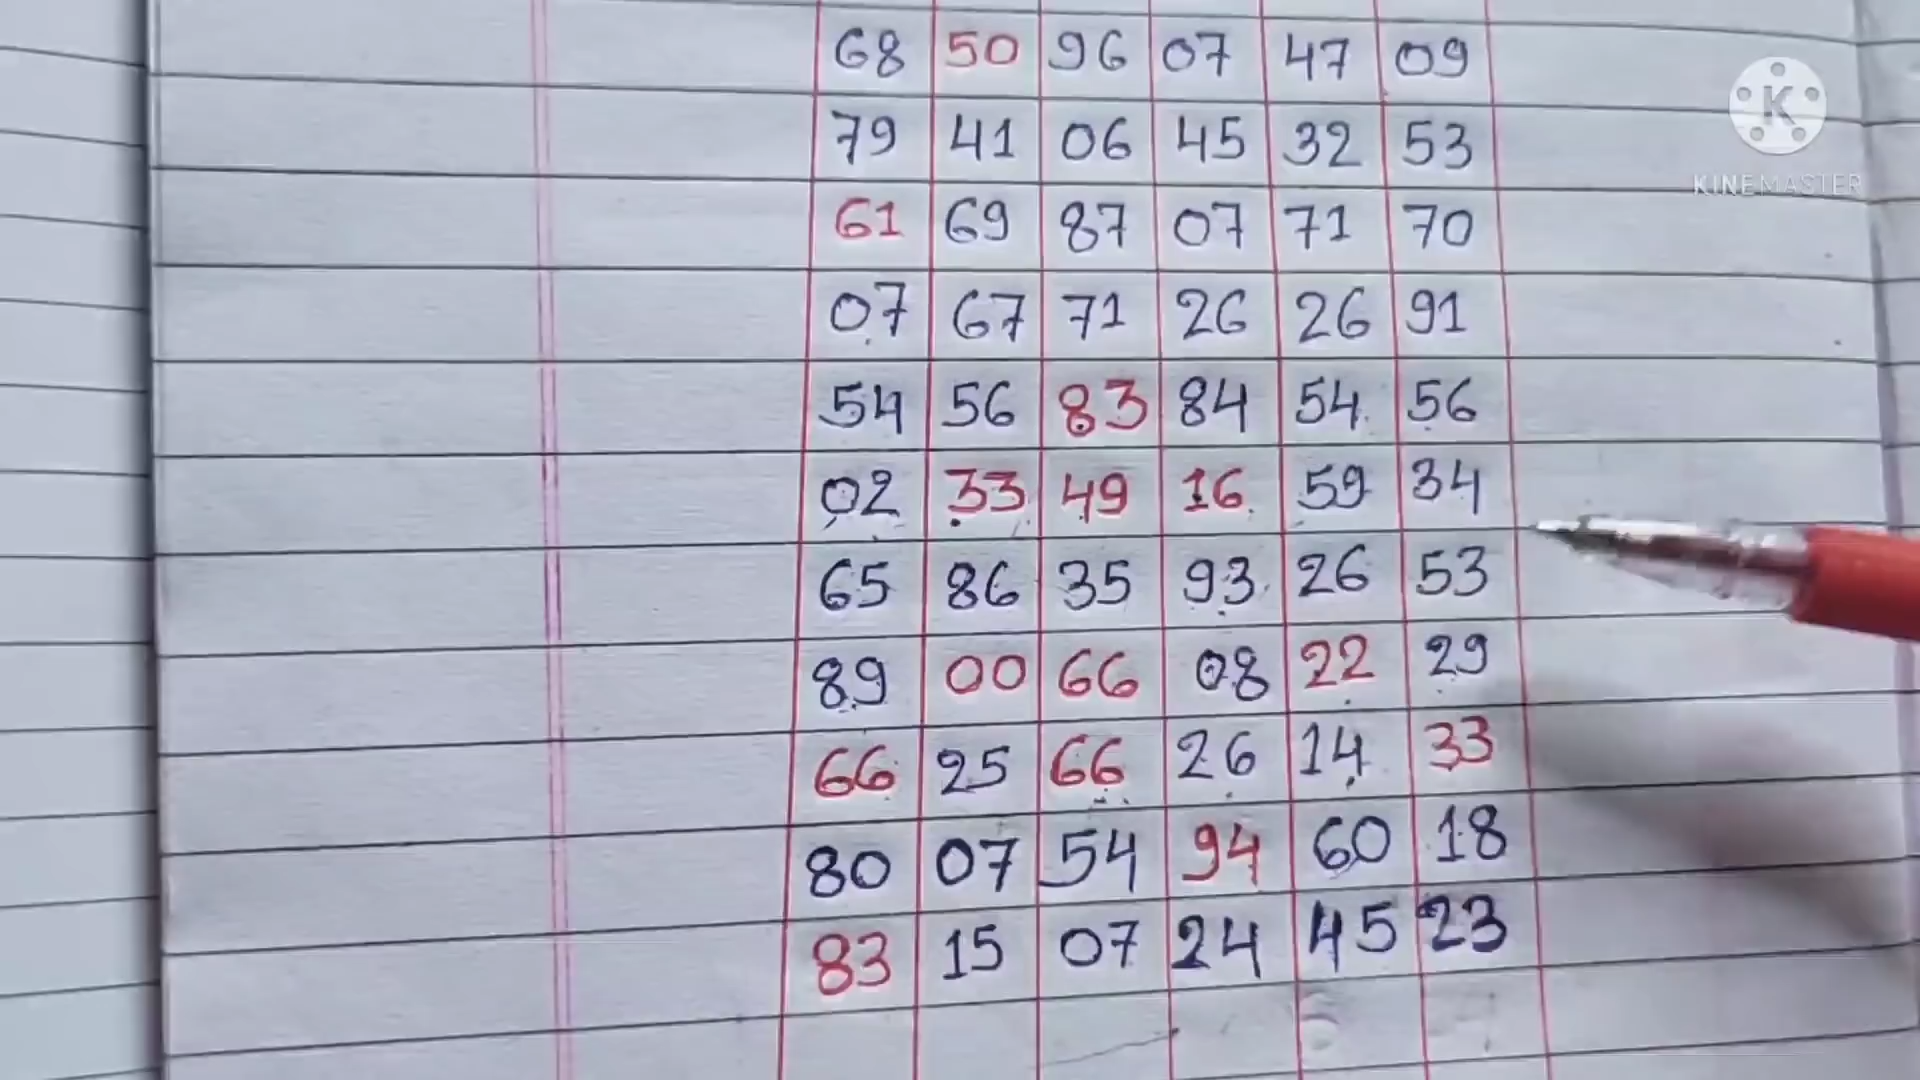 68 50 96 07 47 09
79 41 06 45 32 53
61 69 87 07 71 70
07 67 71 26 26 91
54 56 83 84 54 56
02 33 49 16 59 34
65 86 35 93 26 53
89 00 66 08 22 29
66 25 66 26 14 33
80 07 54 94 60 18
83 15 07 24 45 23
K
KINEMASTER